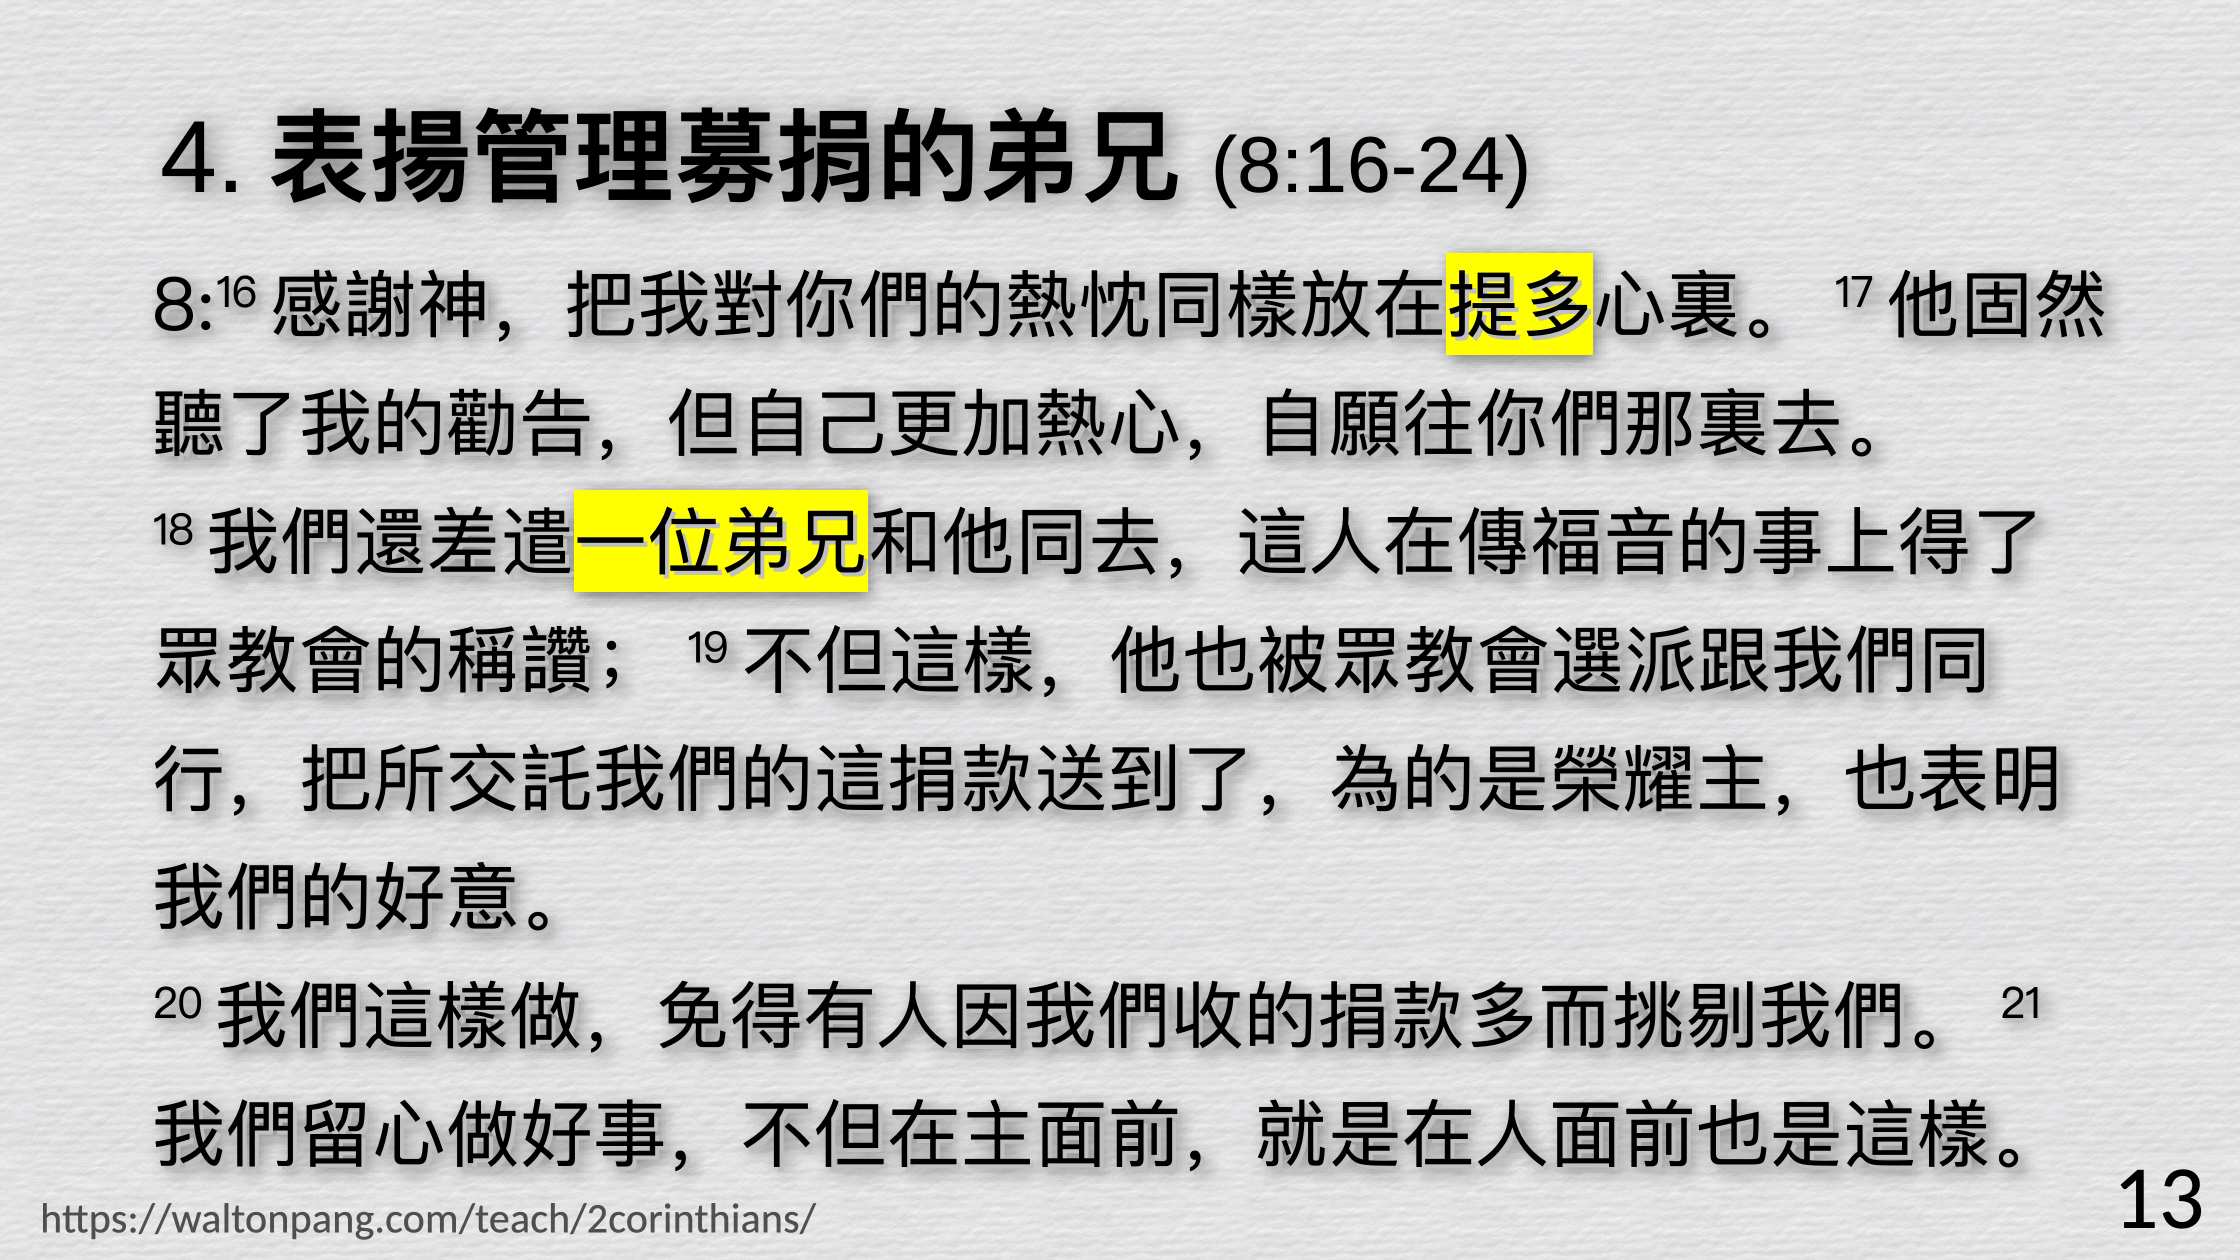 4. 表揚管理募捐的弟兄 (8:16-24)
8:16 感謝神，把我對你們的熱忱同樣放在提多心裏。 17 他固然
聽了我的勸告，但自己更加熱心，自願往你們那裏去。
18 我們還差遣一位弟兄和他同去，這人在傳福音的事上得了
眾教會的稱讚； 19 不但這樣，他也被眾教會選派跟我們同
行，把所交託我們的這捐款送到了，為的是榮耀主，也表明
我們的好意。
20 我們這樣做，免得有人因我們收的捐款多而挑剔我們。 21
我們留心做好事，不但在主面前，就是在人面前也是這樣。
https://waltonpang.com/teach/2corinthians/
13